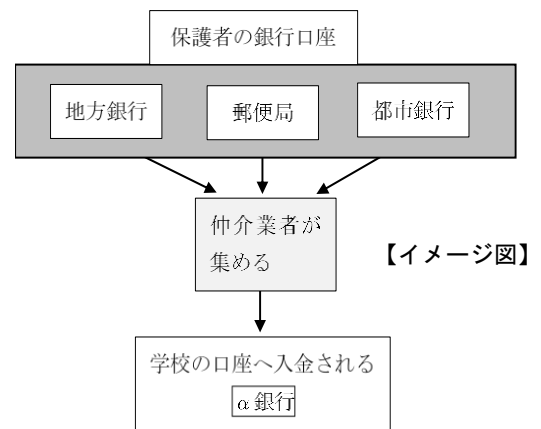 保護者の銀行口座
地方銀行
郵便局
都市銀行
仲介業者が
集める
【イメージ図】
学校の口座へ入金される
α銀行